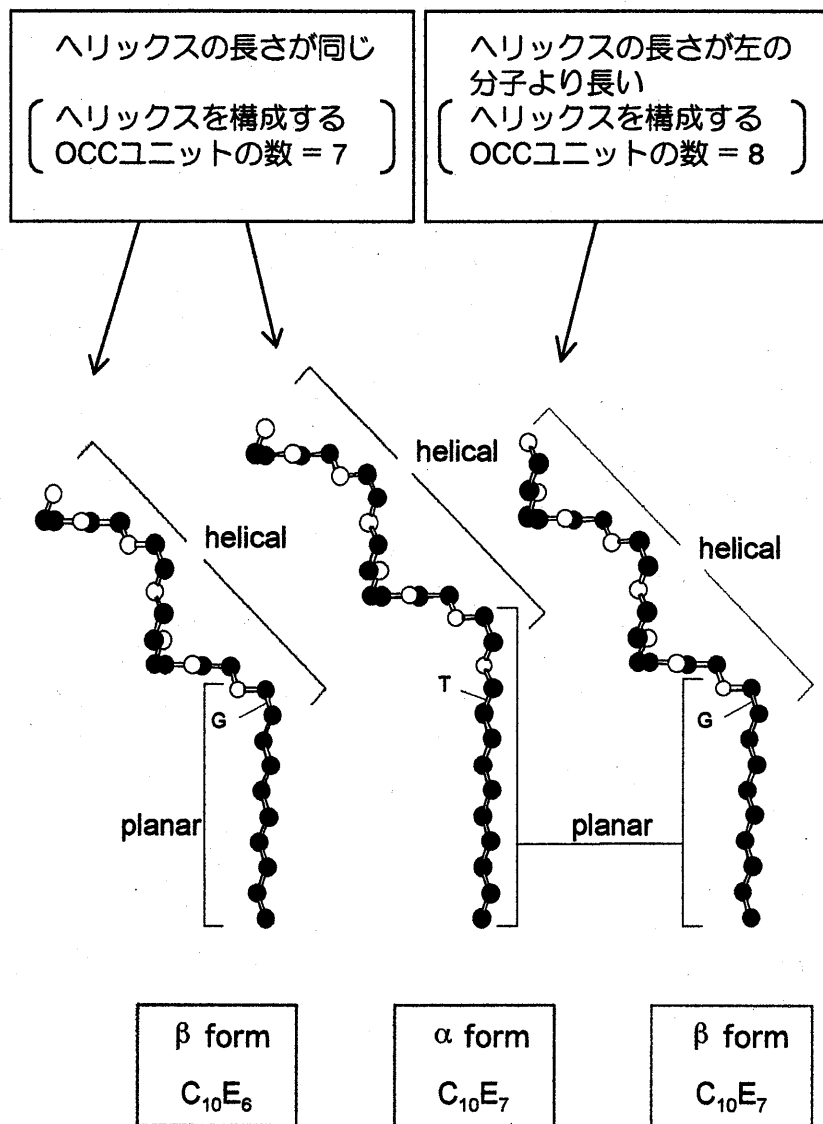 ヘリックスの長さが同じ
ヘリックスを構成する
OCCユニットの数 = 7
ヘリックスの長さが左の
分子より長い
ヘリックスを構成する
OCCユニットの数 = 8
helical
helical
helical
G
T
G
planar
planar
β form
C₁₀E₆
α form
C₁₀E₇
β form
C₁₀E₇